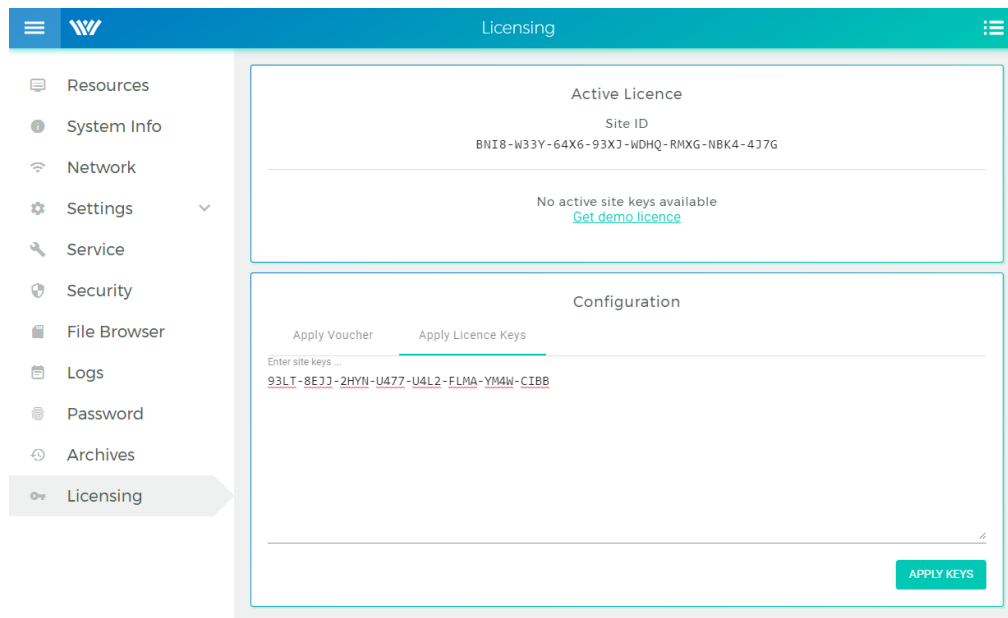 Licensing
Resources
System Info
Network
Settings
Service
Security
File Browser
Logs
Password
Archives
Licensing
Active Licence
Site ID
BNI8-W33Y-64X6-93XJ-WDHQ-RMXG-NBK4-4J7G
No active site keys available
Get demo licence
Configuration
Apply Voucher Apply Licence Keys
Enter site keys ...
93LT-8EJJ-2HYN-U477-U4L2-FLMA-YM4W-CIBB
APPLY KEYS